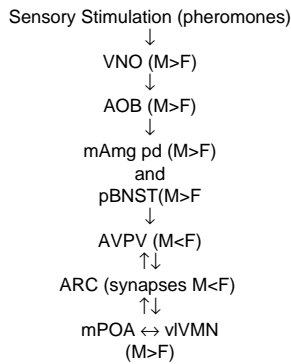 Sensory Stimulation (pheromones)
↓
VNO (M>F)
↓
AOB (M>F)
↓
mAmg pd (M>F)
and
pBNST(M>F
↓
AVPV (M<F)
↑↓
ARC (synapses M<F)
↑↓
mPOA ↔ vlVMN
(M>F)